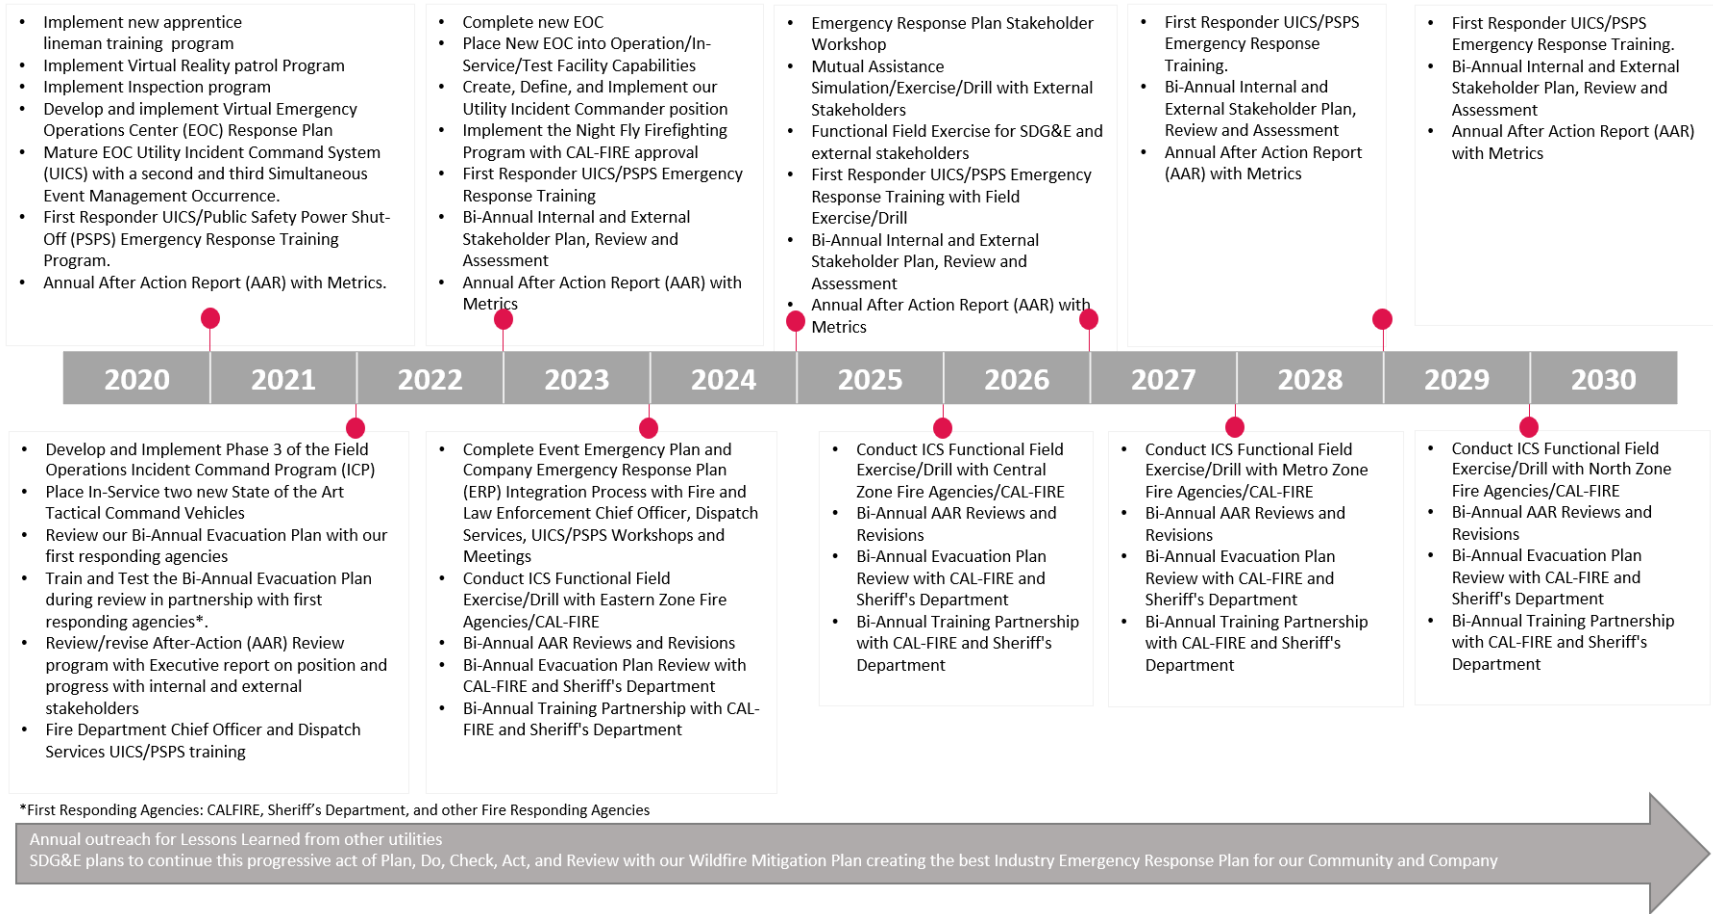 • Implement new apprentice
lineman training program
• Implement Virtual Reality patrol Program
• Implement Inspection program
• Develop and implement Virtual Emergency
Operations Center (EOC) Response Plan
• Mature EOC Utility Incident Command System
(UICS) with a second and third Simultaneous
Event Management Occurrence.
• First Responder UICS/Public Safety Power Shut-
Off (PSPS) Emergency Response Training
Program.
• Annual After Action Report (AAR) with Metrics.
• Complete new EOC
• Place New EOC into Operation/In-
Service/Test Facility Capabilities
• Create, Define, and Implement our
Utility Incident Commander position
• Implement the Night Fly Firefighting
Program with CAL-FIRE approval
• First Responder UICS/PSPS Emergency
Response Training
• Bi-Annual Internal and External
Stakeholder Plan, Review and
Assessment
• Annual After Action Report (AAR) with
Metrics
• Emergency Response Plan Stakeholder
Workshop
• Mutual Assistance
Simulation/Exercise/Drill with External
Stakeholders
• Functional Field Exercise for SDG&E and
external stakeholders
• First Responder UICS/PSPS Emergency
Response Training with Field
Exercise/Drill
• Bi-Annual Internal and External
Stakeholder Plan, Review and
Assessment
• Annual After Action Report (AAR) with
Metrics
• First Responder UICS/PSPS
Emergency Response
Training.
• Bi-Annual Internal and
External Stakeholder Plan,
Review and Assessment
• Annual After Action Report
(AAR) with Metrics
• First Responder UICS/PSPS
Emergency Response Training.
• Bi-Annual Internal and External
Stakeholder Plan, Review and
Assessment
• Annual After Action Report (AAR)
with Metrics
2020 2021 2022 2023 2024 2025 2026 2027 2028 2029 2030
• Develop and Implement Phase 3 of the Field
Operations Incident Command Program (ICP)
• Place In-Service two new State of the Art
Tactical Command Vehicles
• Review our Bi-Annual Evacuation Plan with our
first responding agencies
• Train and Test the Bi-Annual Evacuation Plan
during review in partnership with first
responding agencies*.
• Review/revise After-Action (AAR) Review
program with Executive report on position and
progress with internal and external
stakeholders
• Fire Department Chief Officer and Dispatch
Services UICS/PSPS training
• Complete Event Emergency Plan and
Company Emergency Response Plan
(ERP) Integration Process with Fire and
Law Enforcement Chief Officer, Dispatch
Services, UICS/PSPS Workshops and
Meetings
• Conduct ICS Functional Field
Exercise/Drill with Eastern Zone Fire
Agencies/CAL-FIRE
• Bi-Annual AAR Reviews and Revisions
• Bi-Annual Evacuation Plan Review with
CAL-FIRE and Sheriff's Department
• Bi-Annual Training Partnership with CAL-
FIRE and Sheriff's Department
• Conduct ICS Functional Field
Exercise/Drill with Central
Zone Fire Agencies/CAL-FIRE
• Bi-Annual AAR Reviews and
Revisions
• Bi-Annual Evacuation Plan
Review with CAL-FIRE and
Sheriff's Department
• Bi-Annual Training Partnership
with CAL-FIRE and Sheriff's
Department
• Conduct ICS Functional Field
Exercise/Drill with Metro Zone
Fire Agencies/CAL-FIRE
• Bi-Annual AAR Reviews and
Revisions
• Bi-Annual Evacuation Plan
Review with CAL-FIRE and
Sheriff's Department
• Bi-Annual Training Partnership
with CAL-FIRE and Sheriff's
Department
• Conduct ICS Functional Field
Exercise/Drill with North Zone
Fire Agencies/CAL-FIRE
• Bi-Annual AAR Reviews and
Revisions
• Bi-Annual Evacuation Plan
Review with CAL-FIRE and
Sheriff's Department
• Bi-Annual Training Partnership
with CAL-FIRE and Sheriff's
Department
*First Responding Agencies: CALFIRE, Sheriff’s Department, and other Fire Responding Agencies
Annual outreach for Lessons Learned from other utilities
SDG&E plans to continue this progressive act of Plan, Do, Check, Act, and Review with our Wildfire Mitigation Plan creating the best Industry Emergency Response Plan for our Community and Company